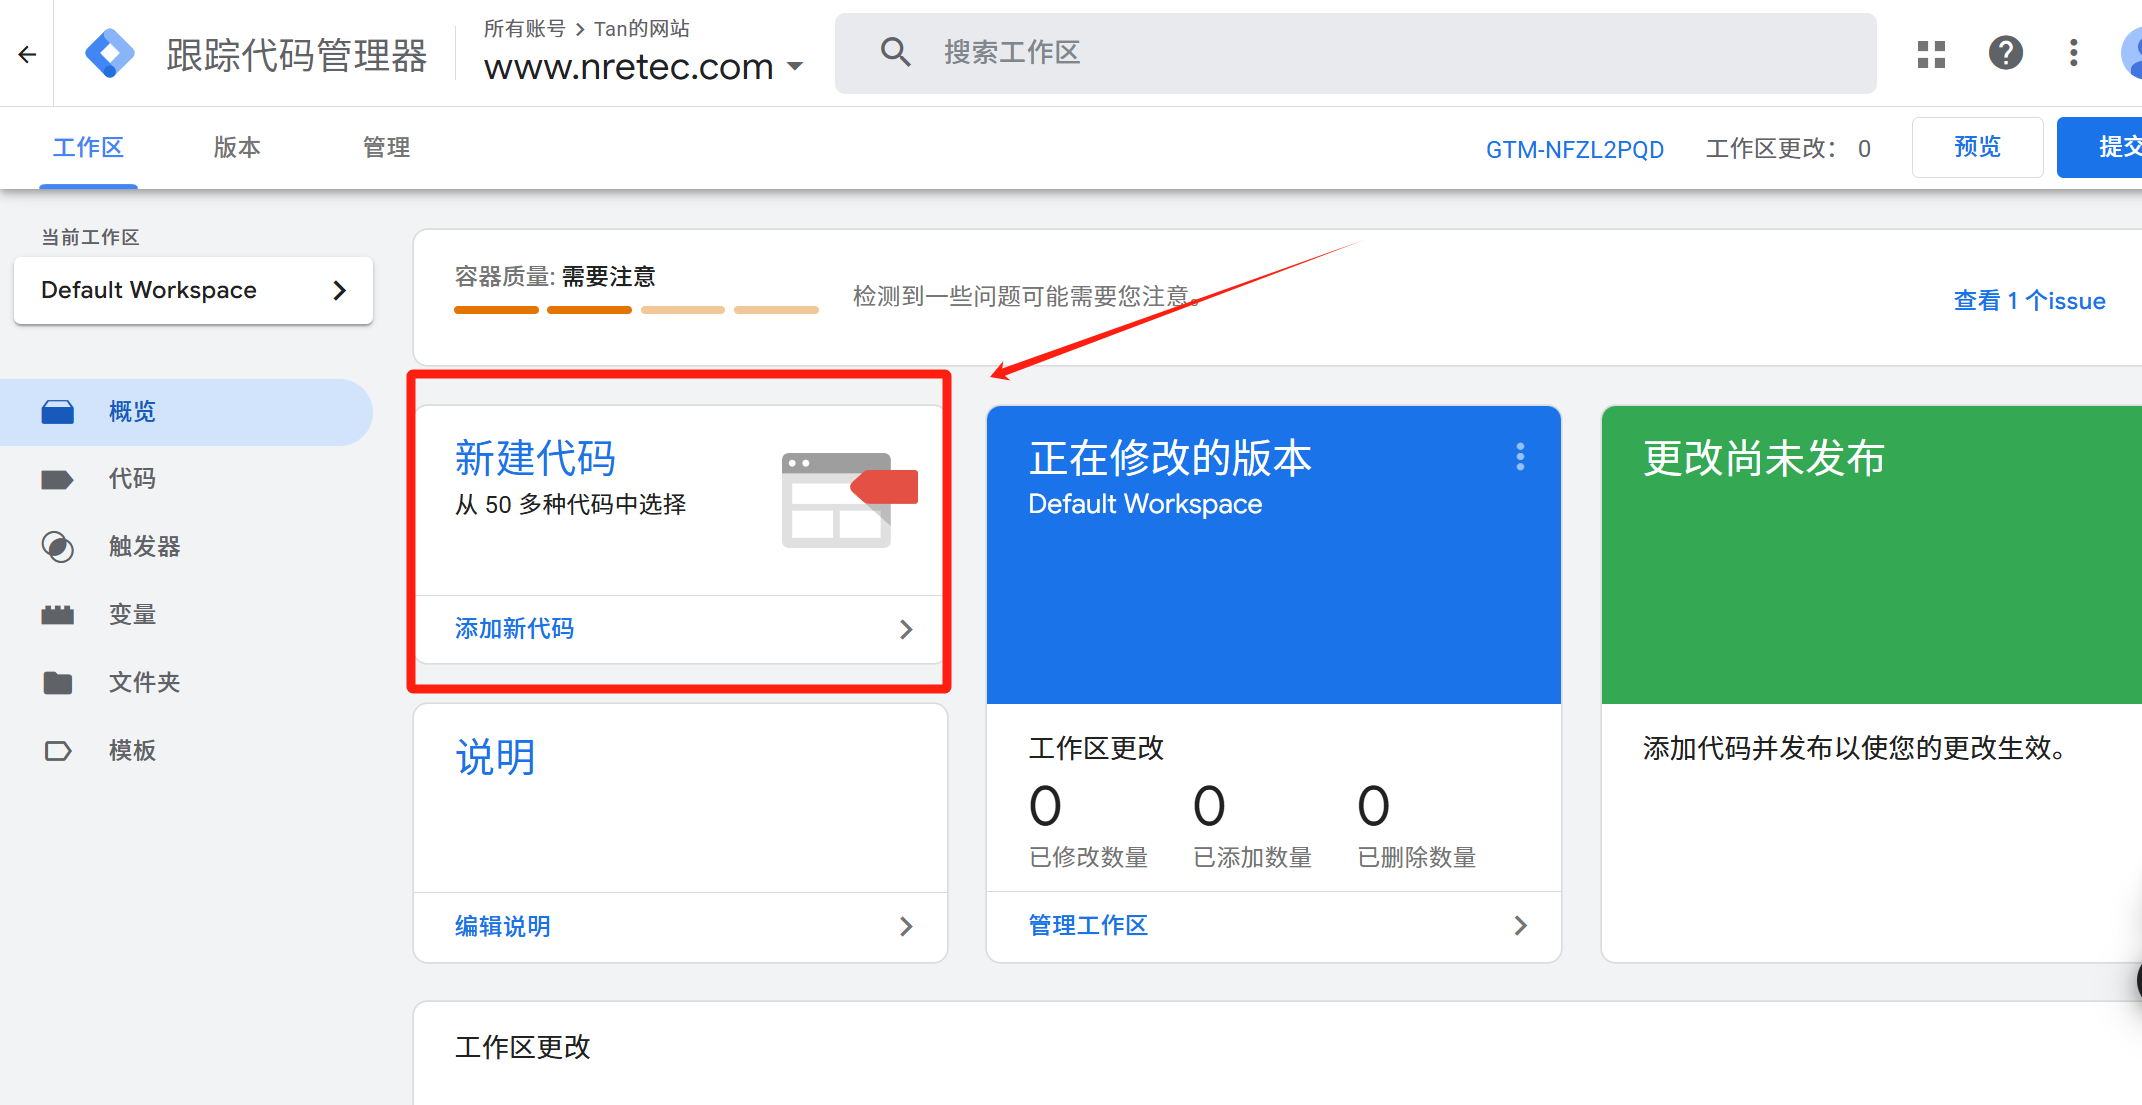 跟踪代码管理器
所有账号 > Tan的网站
www.nretec.com
搜索工作区
工作区
版本
管理
GTM-NFZL2PQD
工作区更改： 0
预览
提交
当前工作区
Default Workspace
容器质量: 需要注意
检测到一些问题可能需要您注意。
查看 1 个issue
概览
代码
触发器
变量
文件夹
模板
新建代码
从 50 多种代码中选择
添加新代码
正在修改的版本
Default Workspace
更改尚未发布
说明
编辑说明
工作区更改
0 0 0
已修改数量 已添加数量 已删除数量
管理工作区
添加代码并发布以使您的更改生效。
工作区更改